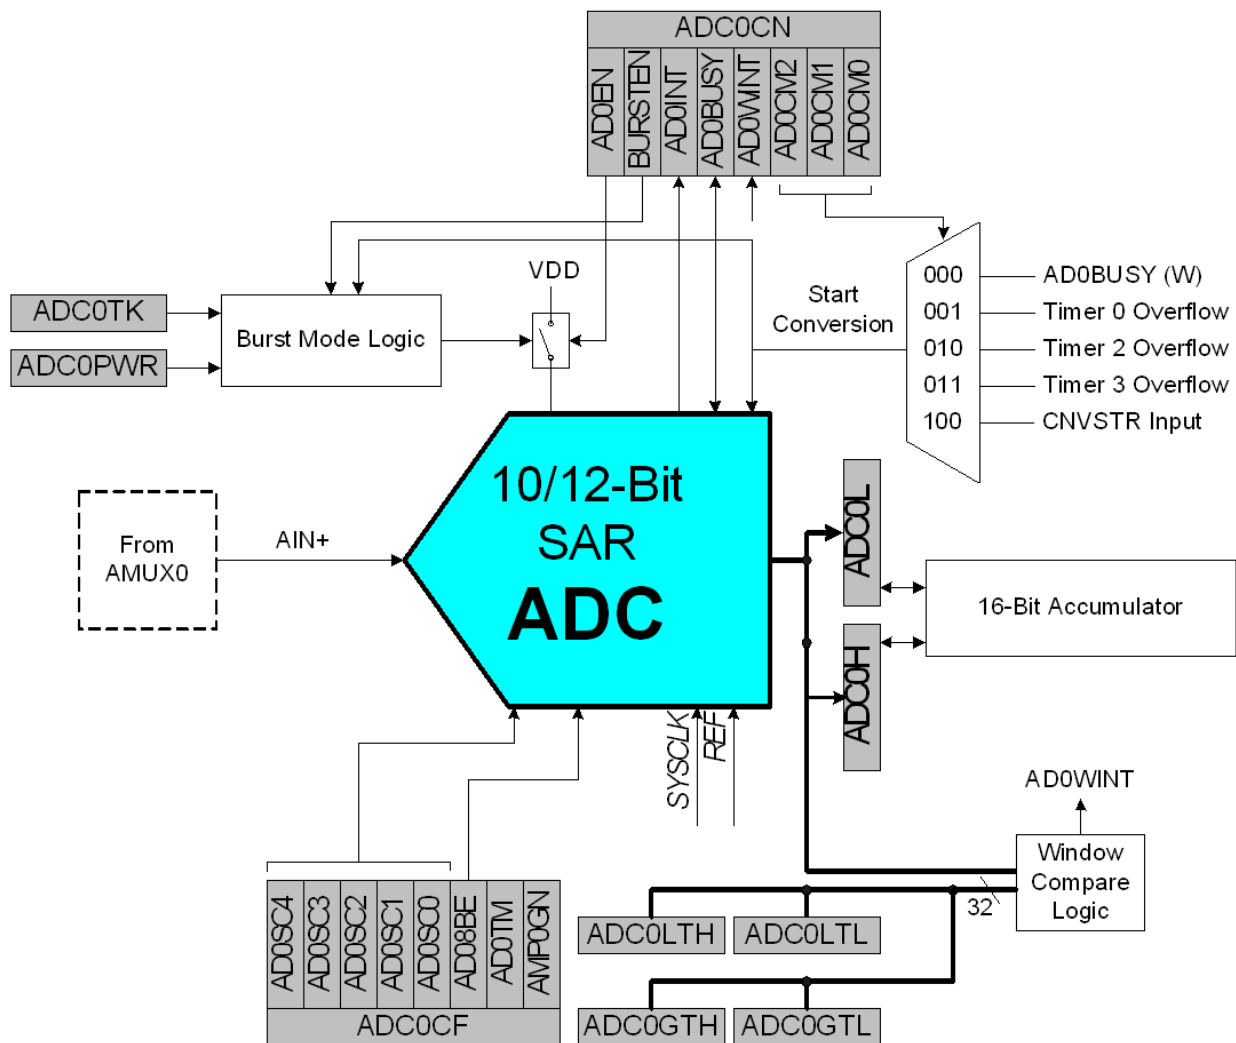 ADC0CN
AD0EN
BURSTEN
AD0INT
AD0BUSY
AD0WINT
AD0CM2
AD0CM1
AD0CM0
VDD
Start
Conversion
000
AD0BUSY (W)
001
Timer 0 Overflow
010
Timer 2 Overflow
011
Timer 3 Overflow
100
CNVSTR Input
ADC0TK
ADC0PWR
Burst Mode Logic
From
AMUX0
AIN+
10/12-Bit
SAR
ADC
ADC0L
ADC0H
16-Bit Accumulator
SYSCLK
REF
AD0WINT
Window
Compare
Logic
32
AD0SC4
AD0SC3
AD0SC2
AD0SC1
AD0SC0
AD08BE
AD0TM
AMP0GN
ADC0CF
ADC0LTH
ADC0LTL
ADC0GTH
ADC0GTL